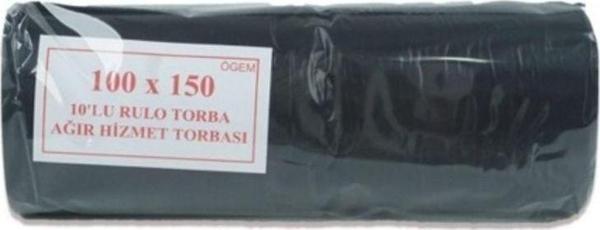 ÖGEM
100 x 150
10'LU RULO TORBA
AĞIR HİZMET TORBASI